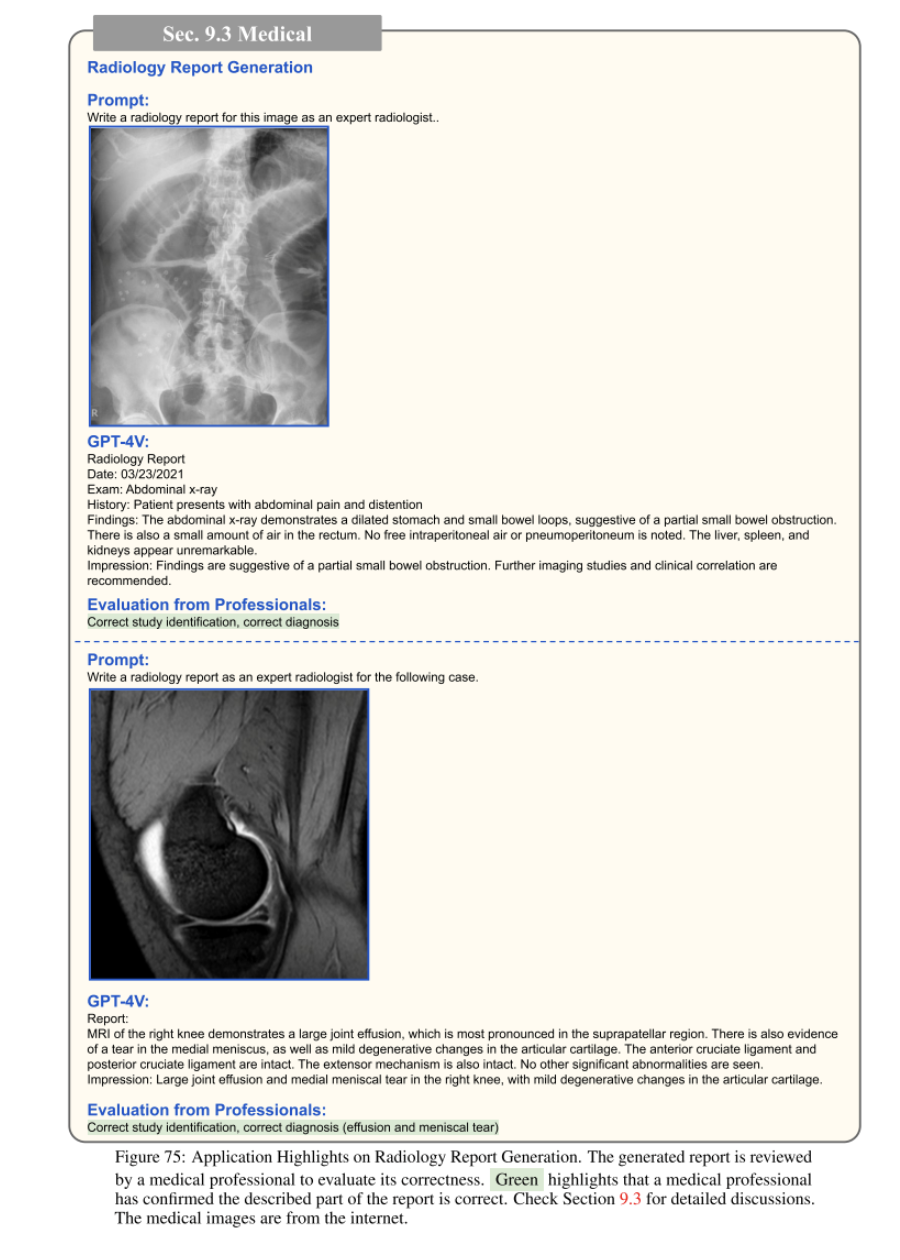 Sec. 9.3 Medical
Radiology Report Generation
Prompt:
Write a radiology report for this image as an expert radiologist..
R
GPT-4V:
Radiology Report
Date: 03/23/2021
Exam: Abdominal x-ray
History: Patient presents with abdominal pain and distention
Findings: The abdominal x-ray demonstrates a dilated stomach and small bowel loops, suggestive of a partial small bowel obstruction.
There is also a small amount of air in the rectum. No free intraperitoneal air or pneumoperitoneum is noted. The liver, spleen, and
kidneys appear unremarkable.
Impression: Findings are suggestive of a partial small bowel obstruction. Further imaging studies and clinical correlation are
recommended.
Evaluation from Professionals:
Correct study identification, correct diagnosis
Prompt:
Write a radiology report as an expert radiologist for the following case.
GPT-4V:
Report:
MRI of the right knee demonstrates a large joint effusion, which is most pronounced in the suprapatellar region. There is also evidence
of a tear in the medial meniscus, as well as mild degenerative changes in the articular cartilage. The anterior cruciate ligament and
posterior cruciate ligament are intact. The extensor mechanism is also intact. No other significant abnormalities are seen.
Impression: Large joint effusion and medial meniscal tear in the right knee, with mild degenerative changes in the articular cartilage.
Evaluation from Professionals:
Correct study identification, correct diagnosis (effusion and meniscal tear)
Figure 75: Application Highlights on Radiology Report Generation. The generated report is reviewed
by a medical professional to evaluate its correctness. Green highlights that a medical professional
has confirmed the described part of the report is correct. Check Section 9.3 for detailed discussions.
The medical images are from the internet.